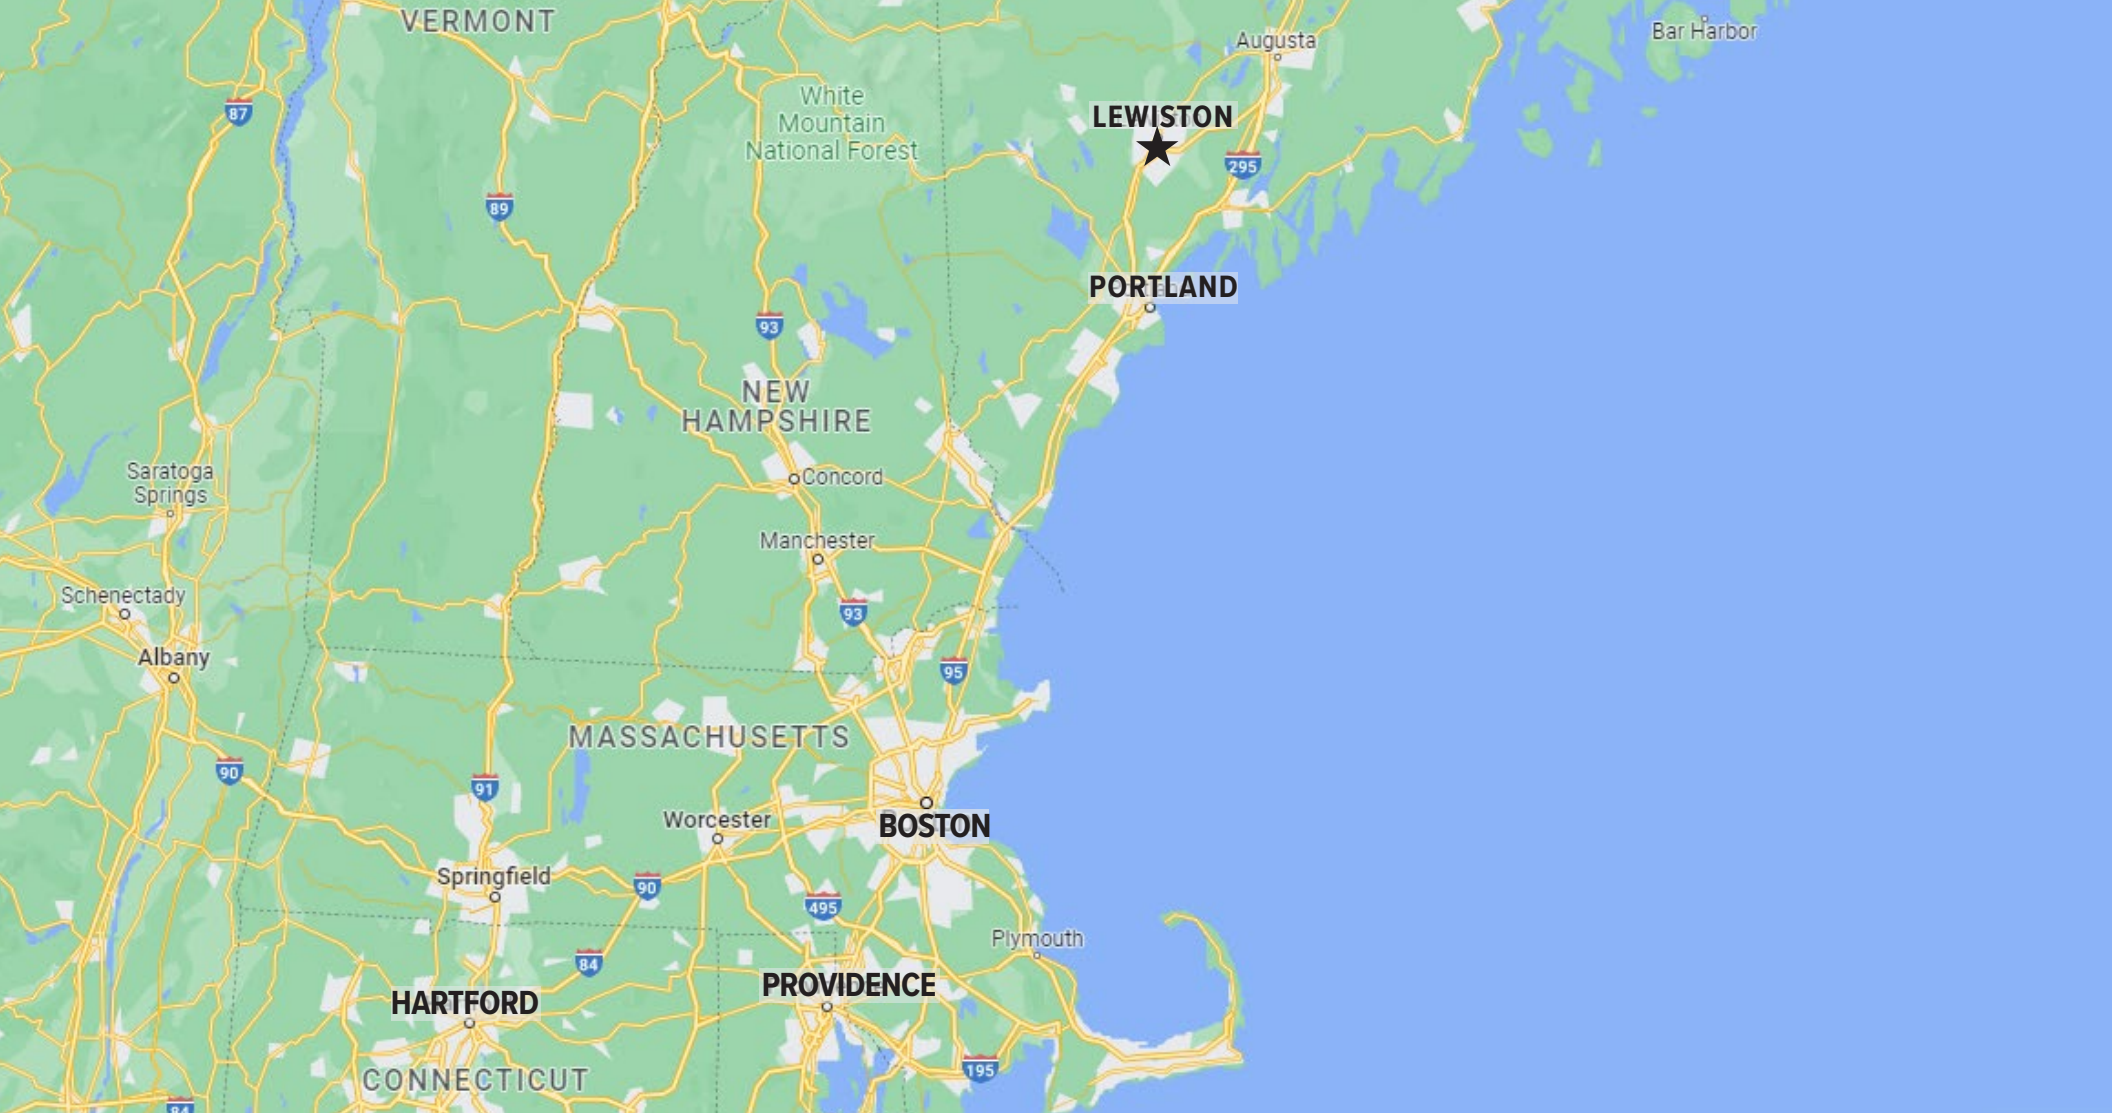 VERMONT
Bar Harbor
Augusta
87
White
Mountain
National Forest
LEWISTON
295
89
PORTLAND
93
NEW
HAMPSHIRE
Saratoga
Springs
Concord
Manchester
Schenectady
93
Albany
95
MASSACHUSETTS
90
91
Worcester
BOSTON
Springfield
90
495
Plymouth
84
PROVIDENCE
HARTFORD
195
CONNECTICUT
84